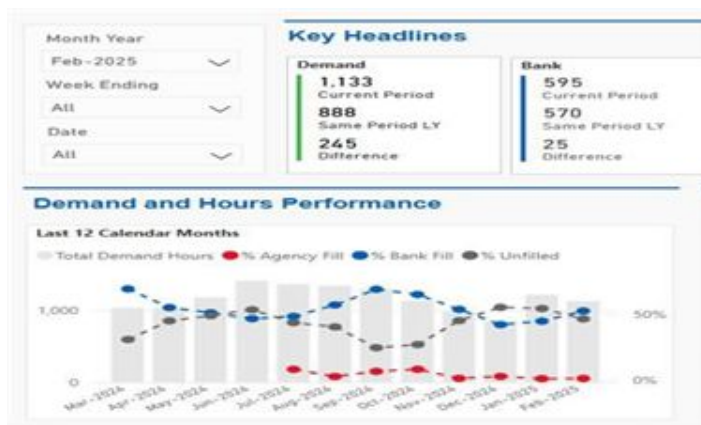 Month Year
Feb-2025
Week Ending
All
Date
All
Key Headlines
Demand
1,133
Current Period
888
Same Period LY
245
Difference
Bank
595
Current Period
570
Same Period LY
25
Difference
Demand and Hours Performance
Last 12 Calendar Months
Total Demand Hours % Agency Fill % Bank Fill % Unfilled
1,000
0
50%
0%
Mar-2024 Apr-2024 May-2024 Jun-2024 Jul-2024 Aug-2024 Sep-2024 Oct-2024 Nov-2024 Dec-2024 Jan-2025 Feb-2025